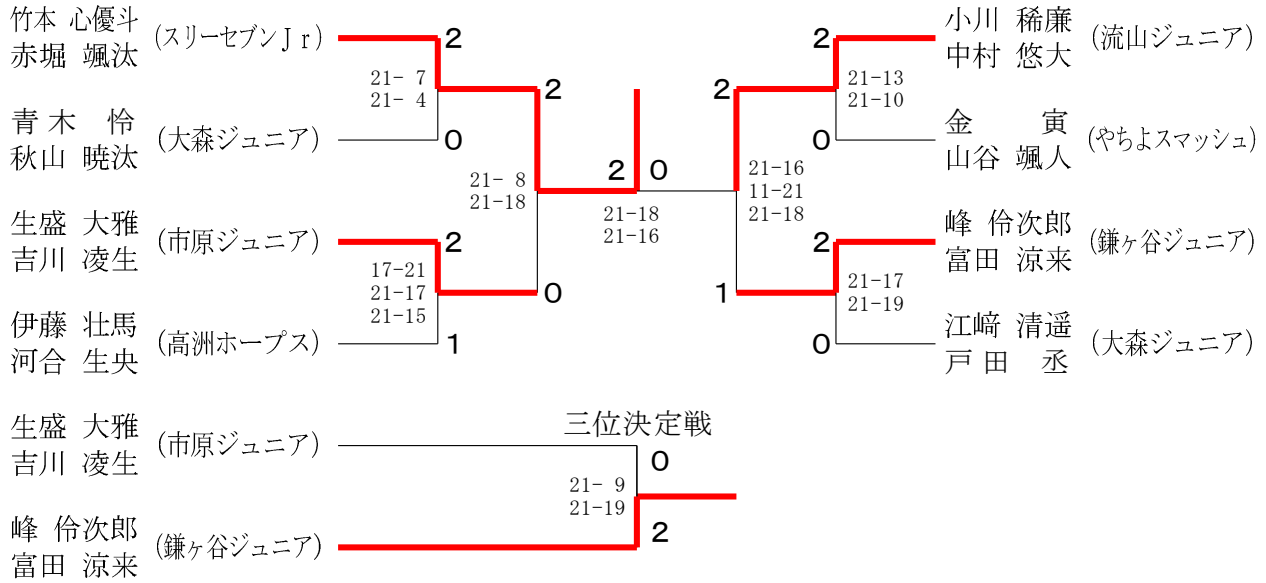 竹本 心優斗
赤堀 颯汰
(スリーセブンJr)
2
21- 7
21- 4
青木 怜
秋山 暁汰
(大森ジュニア)
0
2
21- 8
21-18
生盛 大雅
吉川 凌生
(市原ジュニア)
2
17-21
21-17
21-15
0
伊藤 壮馬
河合 生央
(高洲ホープス)
1
2 0
21-18
21-16
小川 稀廉
中村 悠大
(流山ジュニア)
2
21-13
21-10
金 寅
山谷 颯人
(やちよスマッシュ)
0
2
21-16
11-21
21-18
峰 伶次郎
富田 涼来
(鎌ヶ谷ジュニア)
2
21-17
21-19
1
江﨑 清遥
戸田 丞
(大森ジュニア)
0
三位決定戦
生盛 大雅
吉川 凌生
(市原ジュニア)
0
21- 9
21-19
峰 伶次郎
富田 涼来
(鎌ヶ谷ジュニア)
2